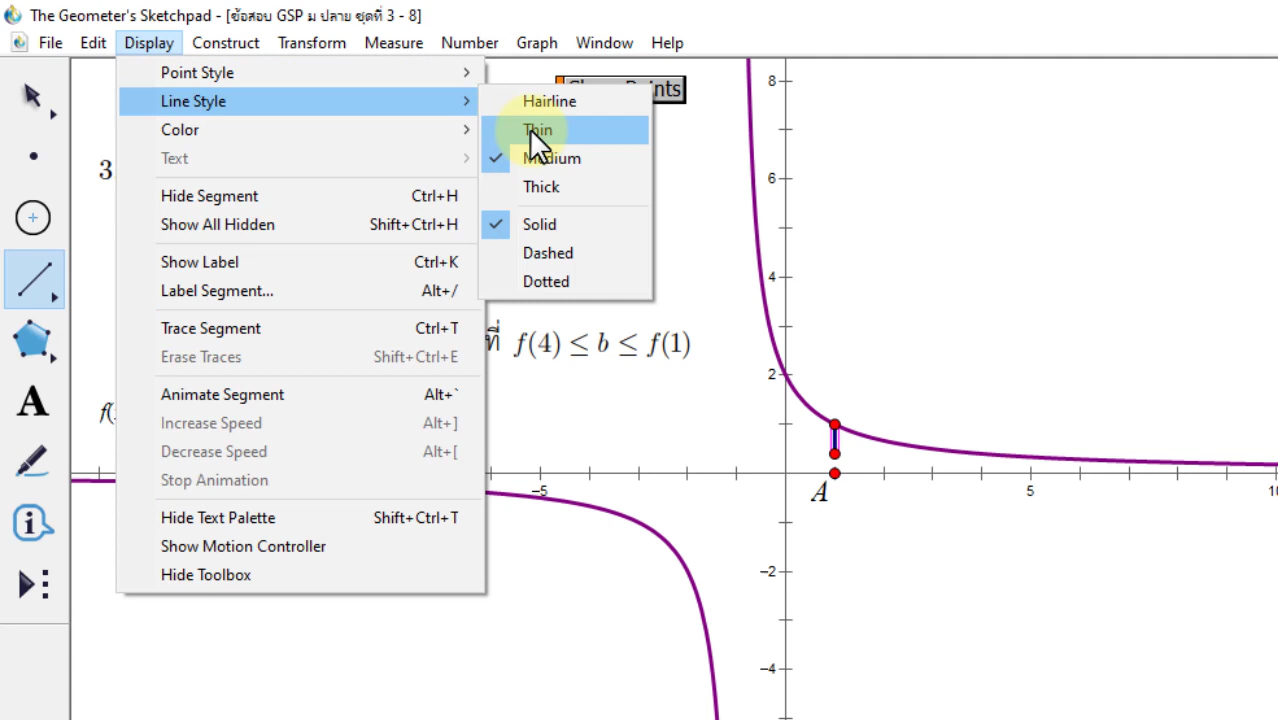 The Geometer's Sketchpad - [ข้อสอบ GSP ม ปลาย ชุดที่ 3 - 8]
File Edit Display Construct Transform Measure Number Graph Window Help
Point Style
Line Style
Color
Text
Hide Segment Ctrl+H
Show All Hidden Shift+Ctrl+H
Show Label Ctrl+K
Label Segment... Alt+/
Trace Segment Ctrl+T
Erase Traces Shift+Ctrl+E
Animate Segment Alt+`
Increase Speed Alt+]
Decrease Speed Alt+[
Stop Animation
Hide Text Palette Shift+Ctrl+T
Show Motion Controller
Hide Toolbox
Hairline
Thin
Medium
Thick
Solid
Dashed
Dotted
3
ที่ f(4) ≤ b ≤ f(1)
A
8
6
4
2
-2
-4
-5
5
10